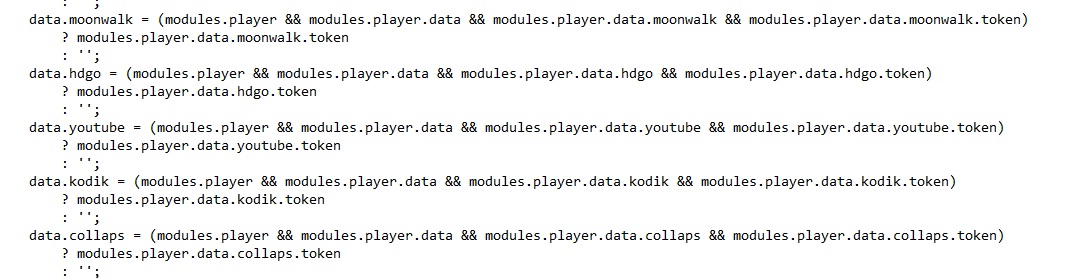 : '';
data.moonwalk = (modules.player && modules.player.data && modules.player.data.moonwalk && modules.player.data.moonwalk.token)
? modules.player.data.moonwalk.token
: '';
data.hdgo = (modules.player && modules.player.data && modules.player.data.hdgo && modules.player.data.hdgo.token)
? modules.player.data.hdgo.token
: '';
data.youtube = (modules.player && modules.player.data && modules.player.data.youtube && modules.player.data.youtube.token)
? modules.player.data.youtube.token
: '';
data.kodik = (modules.player && modules.player.data && modules.player.data.kodik && modules.player.data.kodik.token)
? modules.player.data.kodik.token
: '';
data.collaps = (modules.player && modules.player.data && modules.player.data.collaps && modules.player.data.collaps.token)
? modules.player.data.collaps.token
: '';